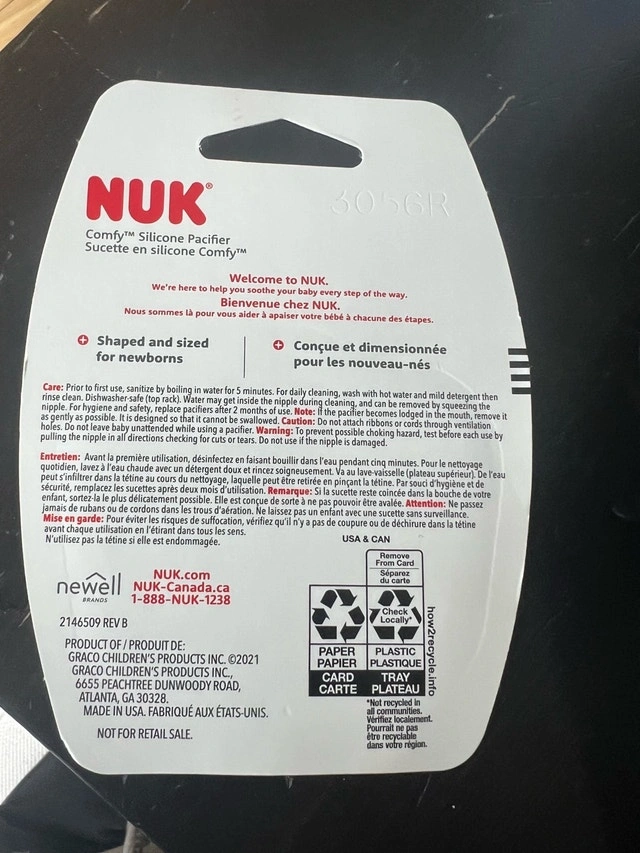 NUK®
3056GR
Comfy™ Silicone Pacifier
Sucette en silicone Comfy™
Welcome to NUK.
We're here to help you soothe your baby every step of the way.
Bienvenue chez NUK.
Nous sommes là pour vous aider à apaiser votre bébé à chacune des étapes.
Shaped and sized
for newborns
Conçue et dimensionnée
pour les nouveau-nés
Care: Prior to first use, sanitize by boiling in water for 5 minutes. For daily cleaning, wash with hot water and mild detergent then
rinse clean. Dishwasher-safe (top rack). Water may get inside the nipple during cleaning, and can be removed by squeezing the
nipple. For hygiene and safety, replace pacifiers after 2 months of use. Note: If the pacifier becomes lodged in the mouth, remove it
as gently as possible. It is designed so that it cannot be swallowed. Caution: Do not attach ribbons or cords through ventilation
holes. Do not leave baby unattended while using a pacifier. Warning: To prevent possible choking hazard, test before each use by
pulling the nipple in all directions checking for cuts or tears. Do not use if the nipple is damaged.
Entretien: Avant la première utilisation, désinfectez en faisant bouillir dans l'eau pendant cinq minutes. Pour le nettoyage
quotidien, lavez à l'eau chaude avec un détergent doux et rincez soigneusement. Va au lave-vaisselle (plateau supérieur). De l'eau
peut s'infiltrer dans la tétine au cours du nettoyage, laquelle peut être retirée en pinçant la tétine. Par souci d'hygiène et de
sécurité, remplacez les sucettes après deux mois d'utilisation. Remarque: Si la sucette reste coincée dans la bouche de votre
enfant, sortez-la le plus délicatement possible. Elle est conçue de sorte à ne pas pouvoir être avalée. Attention: Ne passez
jamais de rubans ou de cordons dans les trous d'aération. Ne laissez pas un enfant avec une sucette sans surveillance.
Mise en garde: Pour éviter les risques de suffocation, vérifiez qu'il n'y a pas de coupure ou de déchirure dans la tétine
avant chaque utilisation en l'étirant dans tous les sens.
N'utilisez pas la tétine si elle est endommagée.
newell
BRANDS
NUK.com
NUK-Canada.ca
1-888-NUK-1238
2146509 REV B
PRODUCT OF / PRODUIT DE:
GRACO CHILDREN'S PRODUCTS INC. ©2021
GRACO CHILDREN'S PRODUCTS INC.,
6655 PEACHTREE DUNWOODY ROAD,
ATLANTA, GA 30328.
MADE IN USA. FABRIQUÉ AUX ÉTATS-UNIS.
NOT FOR RETAIL SALE.
USA & CAN
Remove
From Card
Séparez
du carte
Check
Locally*
PAPER
PAPIER
CARD
CARTE
PLASTIC
PLASTIQUE
TRAY
PLATEAU
how2recycle.info
*Not recycled in
all communities.
Vérifiez localement.
Pourrait ne pas
être recyclable
dans votre région.